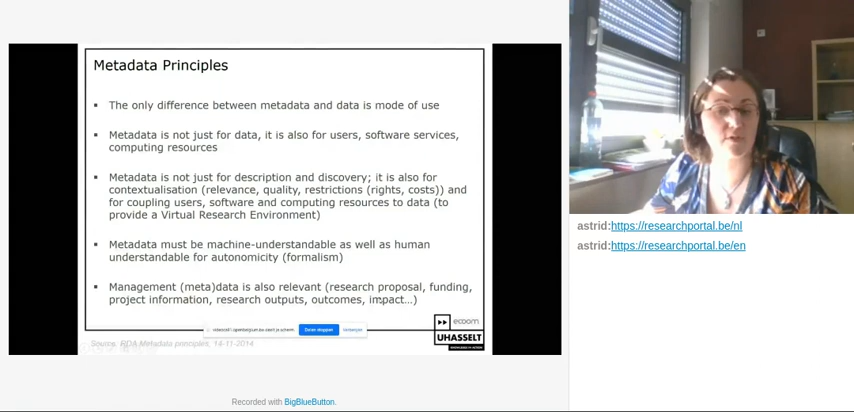 Metadata Principles
▪ The only difference between metadata and data is mode of use
▪ Metadata is not just for data, it is also for users, software services,
computing resources
▪ Metadata is not just for description and discovery; it is also for
contextualisation (relevance, quality, restrictions (rights, costs)) and
for coupling users, software and computing resources to data (to
provide a Virtual Research Environment)
▪ Metadata must be machine-understandable as well as human
understandable for autonomicity (formalism)
▪ Management (meta)data is also relevant (research proposal, funding,
project information, research outputs, outcomes, impact…)
ecoom
UHASSELT
Source: RDA Metadata principles, 14-11-2014
astrid:https://researchportal.be/nl
astrid:https://researchportal.be/en
Recorded with BigBlueButton.